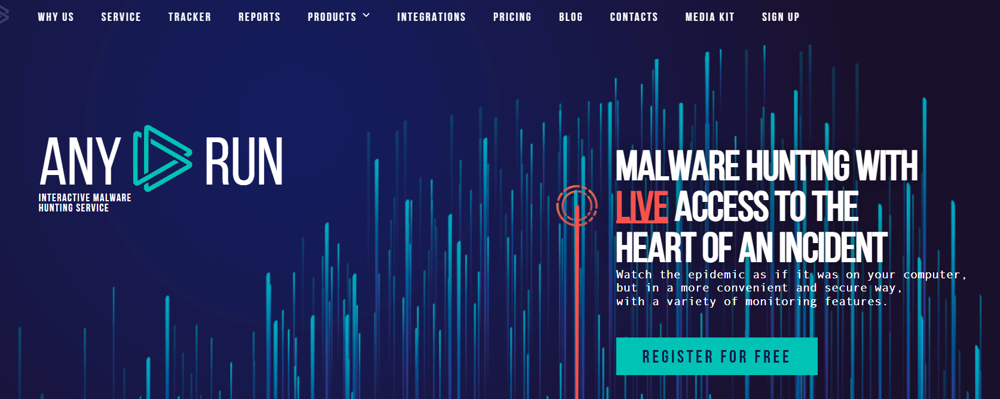 WHY US SERVICE TRACKER REPORTS PRODUCTS INTEGRATIONS PRICING BLOG CONTACTS MEDIA KIT SIGN UP
ANY RUN
INTERACTIVE MALWARE
HUNTING SERVICE
MALWARE HUNTING WITH
LIVE ACCESS TO THE
HEART OF AN INCIDENT
Watch the epidemic as if it was on your computer,
but in a more convenient and secure way,
with a variety of monitoring features.
REGISTER FOR FREE